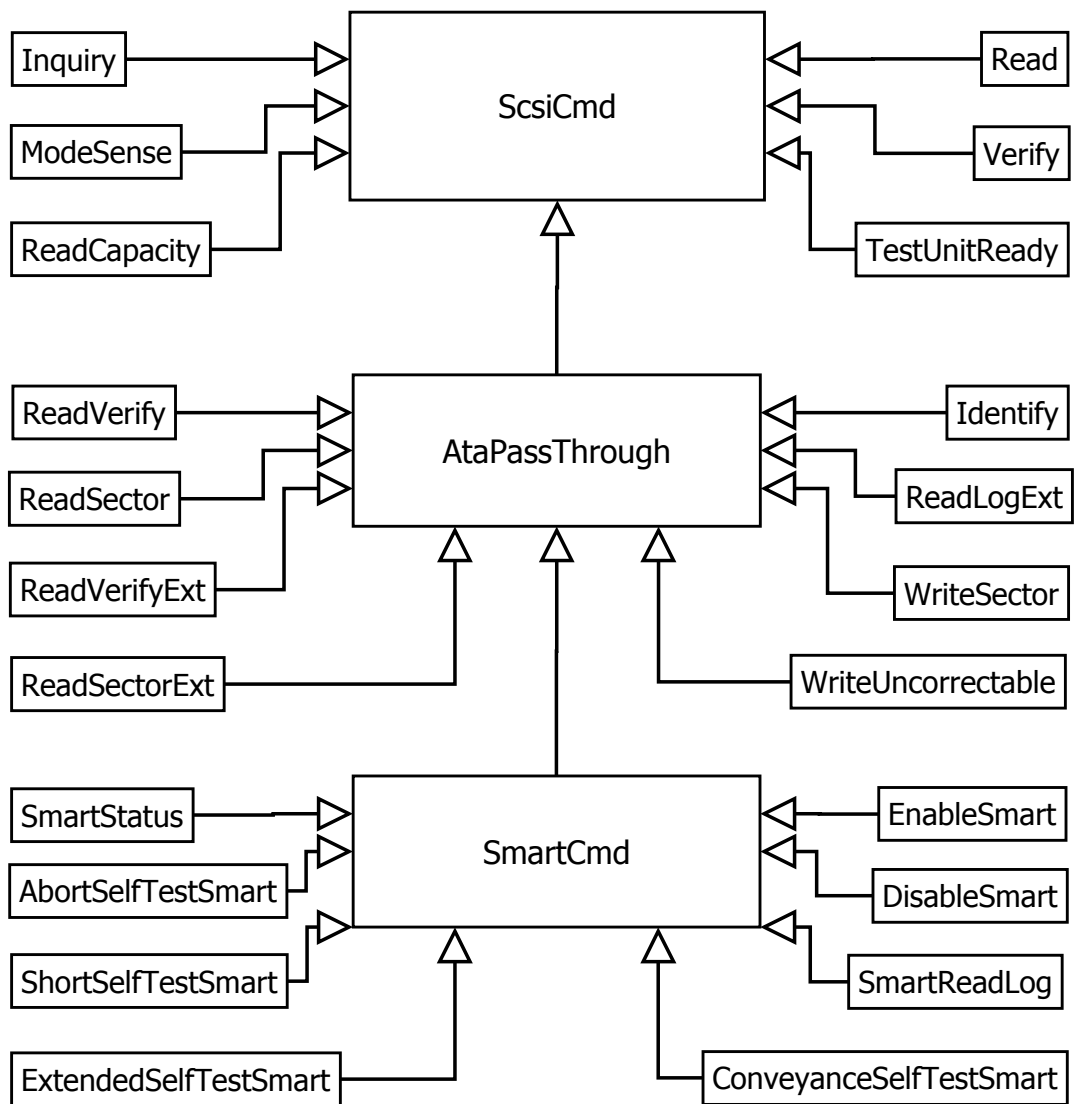 Inquiry
Read
ScsiCmd
ModeSense
Verify
ReadCapacity
TestUnitReady
ReadVerify
Identify
AtaPassThrough
ReadSector
ReadLogExt
ReadVerifyExt
WriteSector
ReadSectorExt
WriteUncorrectable
SmartStatus
EnableSmart
SmartCmd
AbortSelfTestSmart
DisableSmart
ShortSelfTestSmart
SmartReadLog
ExtendedSelfTestSmart
ConveyanceSelfTestSmart